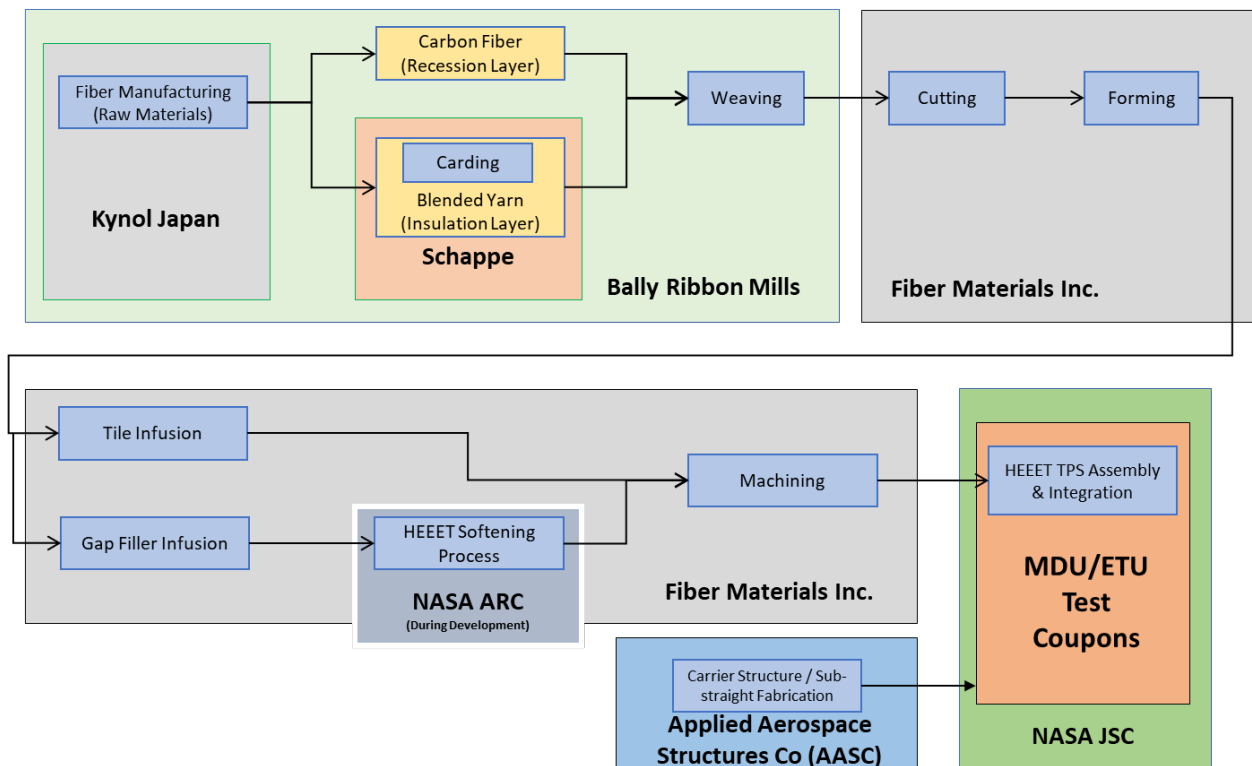 Fiber Manufacturing
(Raw Materials)
Kynol Japan
Carbon Fiber
(Recession Layer)
Carding
Blended Yarn
(Insulation Layer)
Schappe
Weaving
Bally Ribbon Mills
Cutting
Forming
Fiber Materials Inc.
Tile Infusion
Gap Filler Infusion
HEEET Softening
Process
NASA ARC
(During Development)
Machining
Fiber Materials Inc.
HEEET TPS Assembly
& Integration
MDU/ETU
Test
Coupons
NASA JSC
Carrier Structure / Sub-
straight Fabrication
Applied Aerospace
Structures Co (AASC)